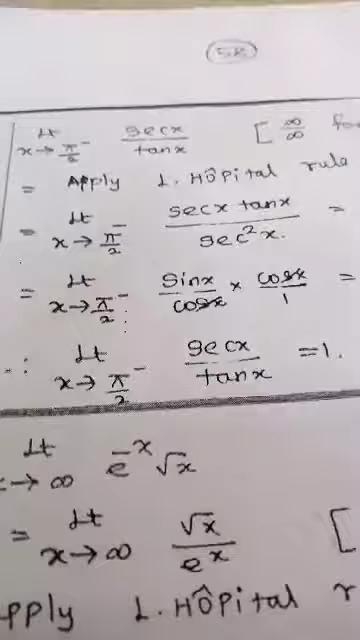 58
Lt x→π/2⁻ secx/tanx [∞/∞
= Apply L. HÔpital rule
= Lt x→π/2⁻ secx tanx/sec²x. =
= Lt x→π/2⁻ sinx/cosx × cosx/1 =
∴ Lt x→π/2⁻ secx/tanx = 1.
Lt x→∞ e⁻ˣ√x
= Lt x→∞ √x/eˣ [
pply L. HÔpital r